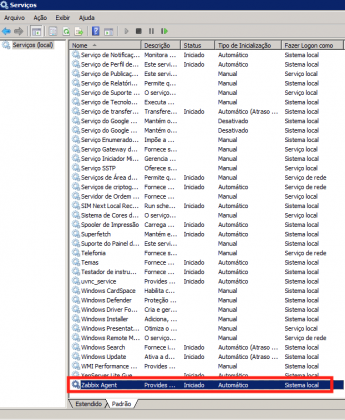 Serviços
Arquivo Ação Exibir Ajuda
Serviços (local)
Nome Descrição Status Tipo de Inicialização Fazer Logon como
Serviço de Notificaç... Monitora ... Iniciado Automático Sistema local
Serviço de Perfil de... Este servi... Iniciado Automático Sistema local
Serviço de Publicaç... Este servi... Manual Serviço local
Serviço de Relatóri... Permite q... Manual Sistema local
Serviço de Suporte ... O serviço... Manual Sistema local
Serviço de Tecnolo... Executa ... Manual Sistema local
Serviço de transfer... Transfere... Iniciado Automático (Atraso ... Sistema local
Serviço do Google ... Mantém o... Desativado Sistema local
Serviço do Google ... Mantém o... Desativado Sistema local
Serviço Enumerado... Impõe a ... Manual Sistema local
Serviço Gateway d... Fornece s... Manual Serviço local
Serviço Iniciador Mi... Gerencia ... Manual Sistema local
Serviço SSTP Oferece s... Manual Serviço local
Serviços de Área d... Permite q... Iniciado Manual Serviço de rede
Serviços de criptog... Fornece q... Iniciado Automático Serviço de rede
Servidor de Ordem ... Fornece s... Manual Serviço local
SIM Next Local Rec... Run create... Iniciado Automático Sistema local
Sistema de Cores d... O serviço... Manual Serviço local
Spooler de Impressão Carrega ... Iniciado Automático Sistema local
Superfetch Mantém e... Iniciado Automático Sistema local
Suporte do Painel d... Este servi... Manual Sistema local
Telefonia Fornece s... Manual Serviço de rede
Temas Fornece ... Iniciado Automático Sistema local
Testador de instru... Fornece ... Iniciado Automático Sistema local
uvnc_service Provides ... Iniciado Automático Sistema local
Windows CardSpace Habilita c... Manual Sistema local
Windows Defender Proteção ... Manual Sistema local
Windows Driver Fo... Cria e ger... Manual Sistema local
Windows Installer Adiciona, ... Manual Sistema local
Windows Presentat... Otimiza o ... Manual Serviço local
Windows Remote M... O serviço... Manual Serviço de rede
Windows Search Fornece i... Iniciado Automático (Atraso ... Sistema local
Windows Update Ativa a d... Iniciado Automático (Atraso ... Sistema local
WMI Performance ... Provides ... Manual Sistema local
Zabbix Agent Provides ... Iniciado Automático Sistema local
Estendido Padrão